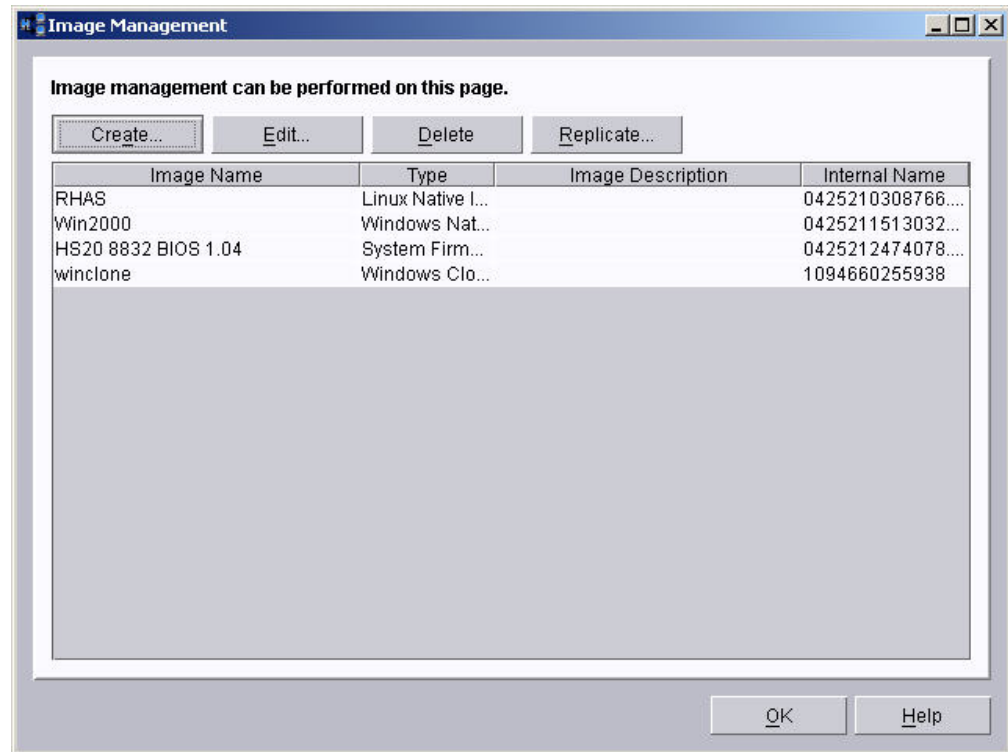 Image Management
Image management can be performed on this page.
Create... Edit... Delete Replicate...
Image Name Type Image Description Internal Name
RHAS Linux Native I... 0425210308766....
Win2000 Windows Nat... 0425211513032...
HS20 8832 BIOS 1.04 System Firm... 0425212474078....
winclone Windows Clo... 1094660255938
OK Help